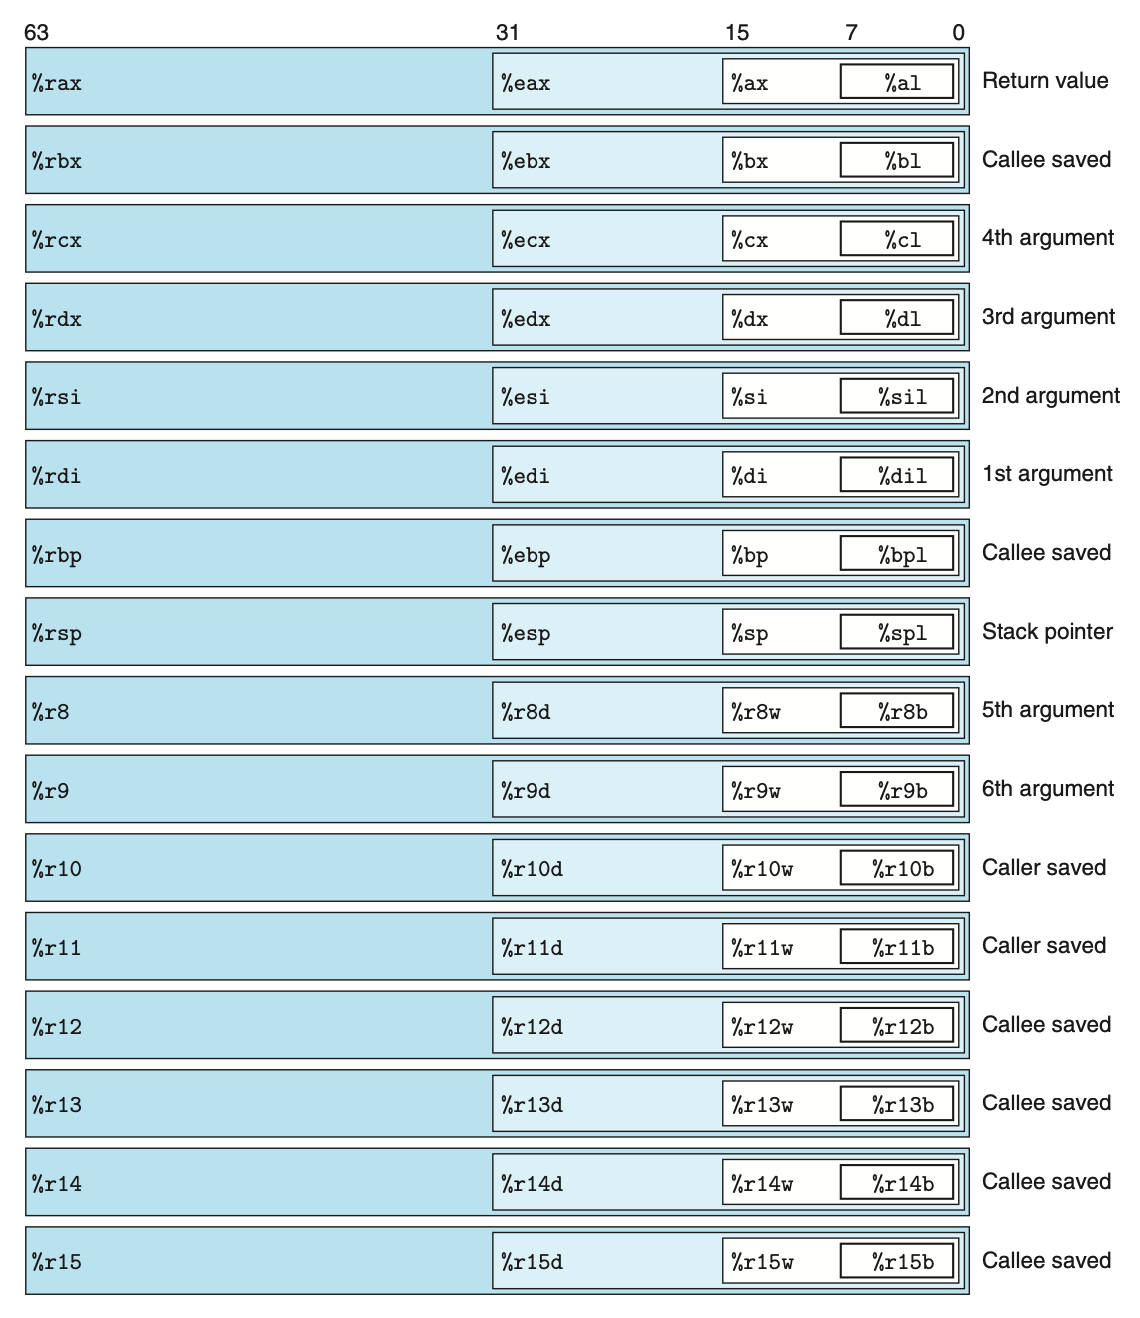 63 31 15 7 0
%rax %eax %ax %al Return value
%rbx %ebx %bx %bl Callee saved
%rcx %ecx %cx %cl 4th argument
%rdx %edx %dx %dl 3rd argument
%rsi %esi %si %sil 2nd argument
%rdi %edi %di %dil 1st argument
%rbp %ebp %bp %bpl Callee saved
%rsp %esp %sp %spl Stack pointer
%r8 %r8d %r8w %r8b 5th argument
%r9 %r9d %r9w %r9b 6th argument
%r10 %r10d %r10w %r10b Caller saved
%r11 %r11d %r11w %r11b Caller saved
%r12 %r12d %r12w %r12b Callee saved
%r13 %r13d %r13w %r13b Callee saved
%r14 %r14d %r14w %r14b Callee saved
%r15 %r15d %r15w %r15b Callee saved